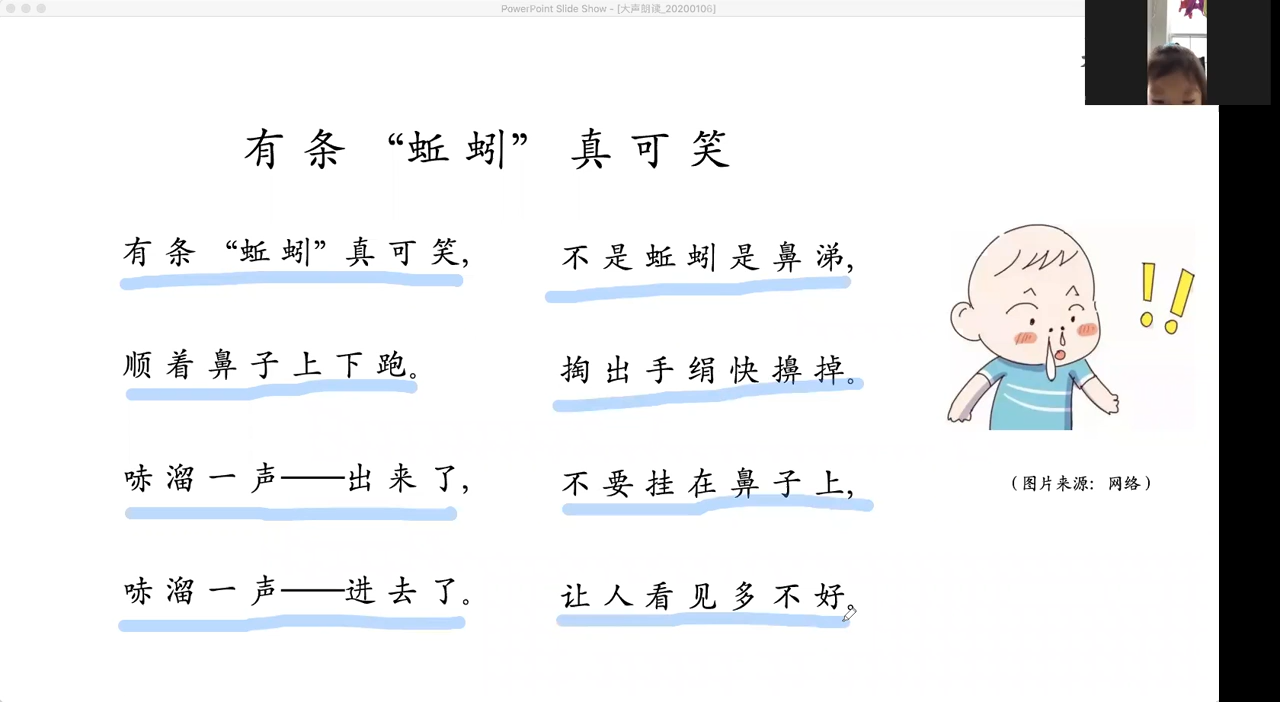 PowerPoint Slide Show - [大声朗读_20200106]
有条“蚯蚓”真可笑
有条“蚯蚓”真可笑,
顺着鼻子上下跑。
哧溜一声——出来了,
哧溜一声——进去了。
不是蚯蚓是鼻涕,
掏出手绢快擤掉。
不要挂在鼻子上,
让人看见多不好。
（图片来源：网络）